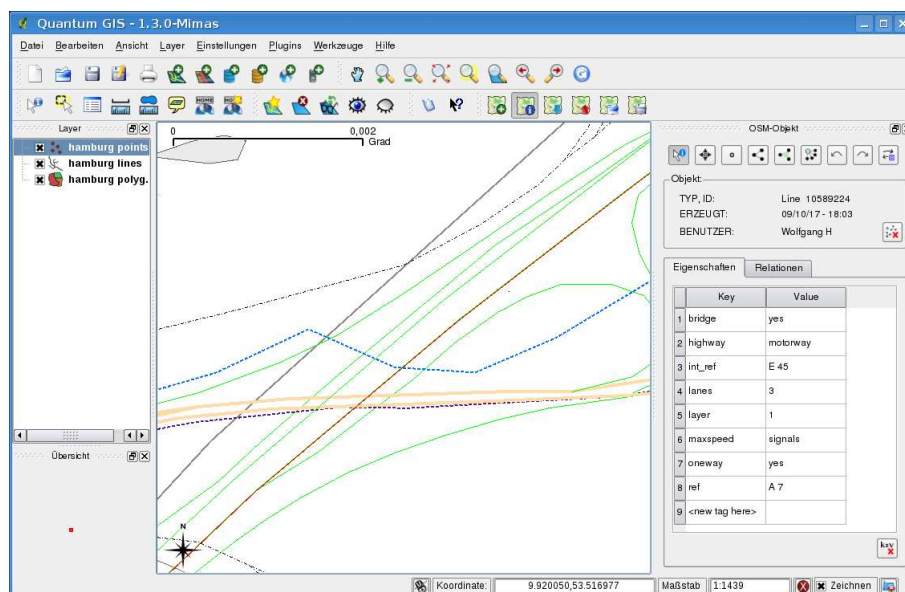 Quantum GIS - 1.3.0-Mimas
Datei Bearbeiten Ansicht Layer Einstellungen Plugins Werkzeuge Hilfe
Layer
hamburg points
hamburg lines
hamburg polyg.
Übersicht
0 0,002
Grad
N
OSM-Objekt
Objekt:
TYP, ID: Line 10589224
ERZEUGT: 09/10/17 - 18:03
BENUTZER: Wolfgang H
Eigenschaften Relationen
Key Value
1 bridge yes
2 highway motorway
3 int_ref E 45
4 lanes 3
5 layer 1
6 maxspeed signals
7 oneway yes
8 ref A 7
9 <new tag here>
Koordinate: 9.920050,53.516977 Maßstab 1:1439 Zeichnen